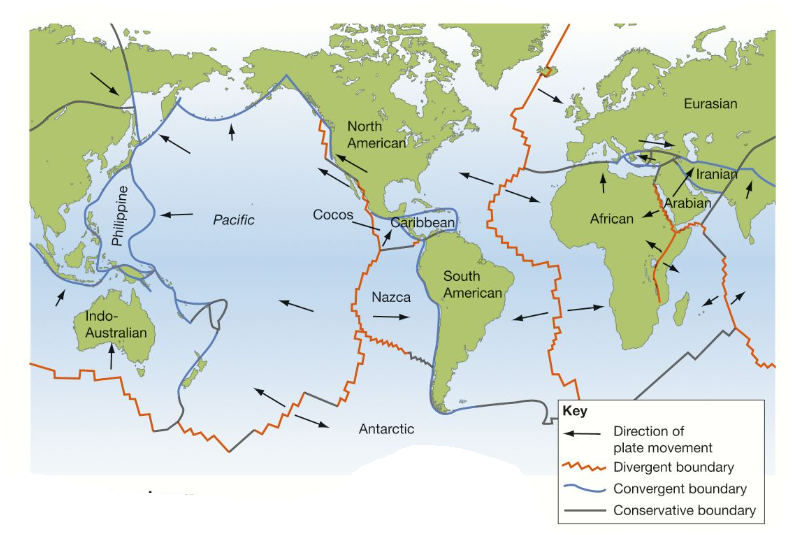 Eurasian
North
American
Iranian
Philippine
Arabian
Cocos
Caribbean
Pacific
African
South
American
Nazca
Indo-
Australian
Antarctic
Key
Direction of
plate movement
Divergent boundary
Convergent boundary
Conservative boundary